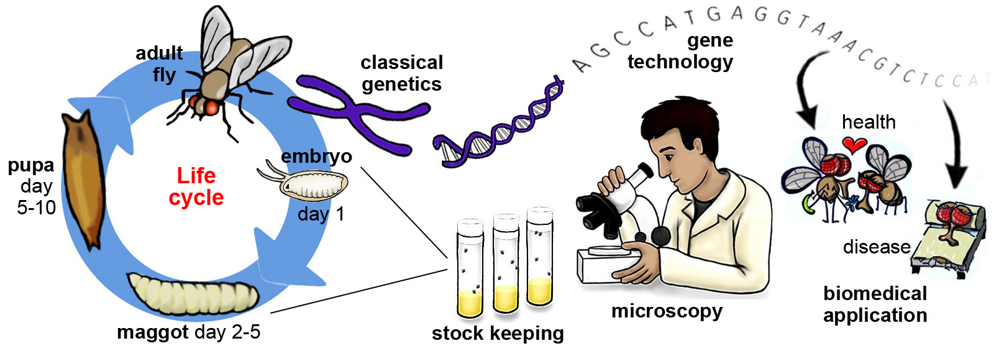 adult
fly
classical
genetics
AGCCATGAGGTAAACGTCTCCAT
gene
technology
health
embryo
day 1
pupa
day
5-10
Life
cycle
disease
maggot day 2-5
stock keeping
microscopy
biomedical
application